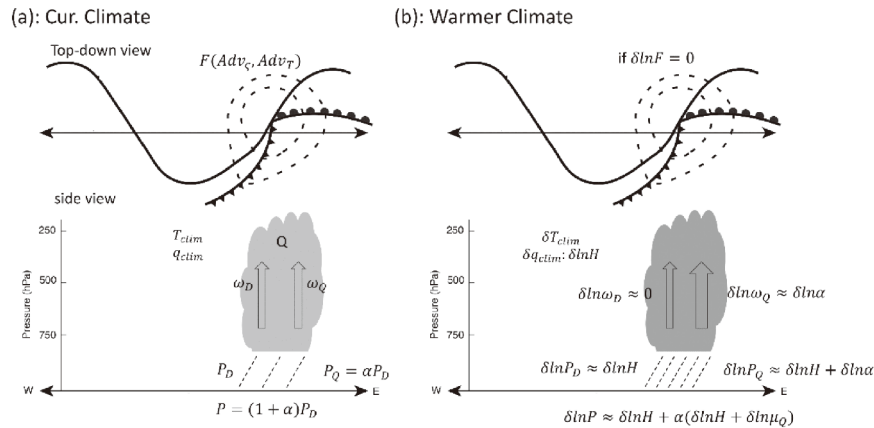 (a): Cur. Climate
Top-down view
F(Adv_ς, Adv_T)
side view
250
500
750
Pressure (hPa)
T_clim
q_clim
Q
ω_D
ω_Q
P_D
P_Q = αP_D
W
E
P = (1 + α)P_D
(b): Warmer Climate
if δlnF = 0
250
500
750
Pressure (hPa)
δT_clim
δq_clim: δlnH
δlnω_D ≈ 0
δlnω_Q ≈ δlnα
δlnP_D ≈ δlnH
δlnP_Q ≈ δlnH + δlnα
W
E
δlnP ≈ δlnH + α(δlnH + δlnμ_Q)